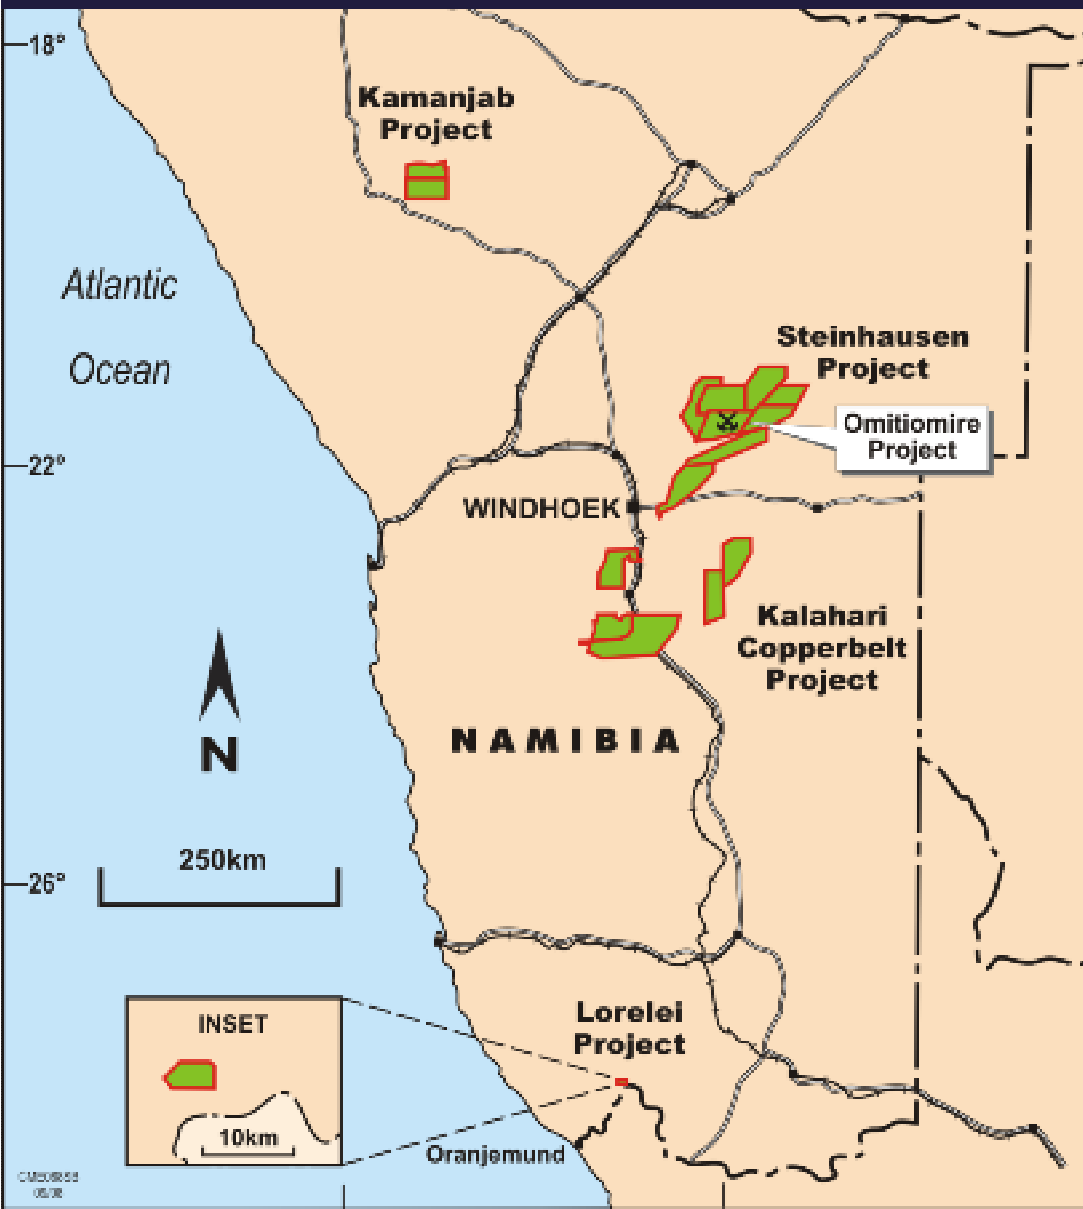 18°
Kamanjab
Project
Atlantic
Ocean
Steinhausen
Project
Omitiomire
Project
22°
WINDHOEK
Kalahari
Copperbelt
Project
N
NAMIBIA
250km
26°
INSET
10km
Lorelei
Project
Oranjemund